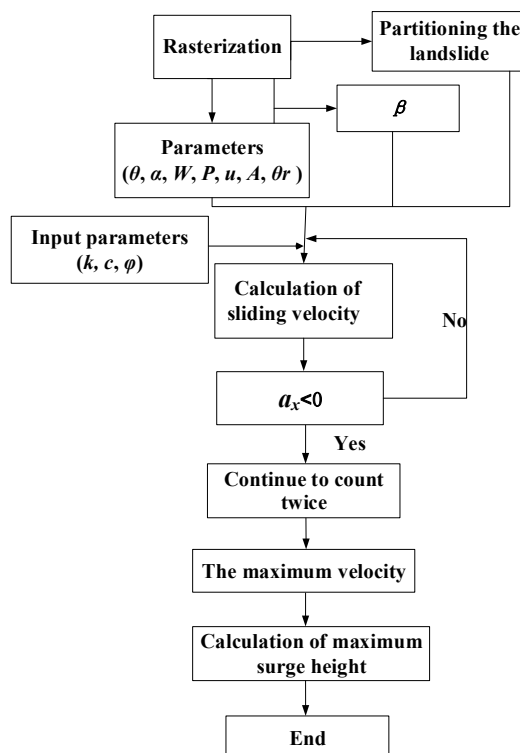 Rasterization
Partitioning the
landslide
β
Parameters
(θ, α, W, P, u, A, θr )
Input parameters
(k, c, φ)
Calculation of
sliding velocity
No
aₓ<0
Yes
Continue to count
twice
The maximum velocity
Calculation of maximum
surge height
End